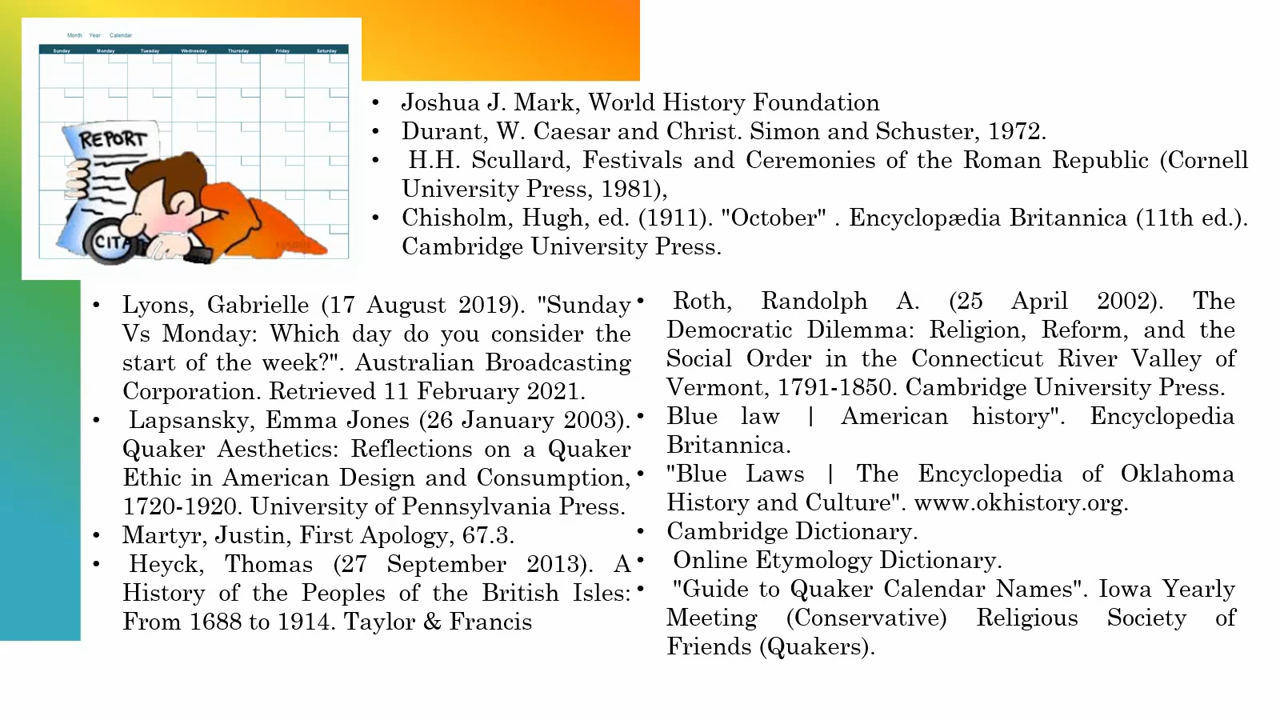 Month Year Calendar
Sunday Monday Tuesday Wednesday Thursday Friday Saturday
REPORT
CITA
• Joshua J. Mark, World History Foundation
• Durant, W. Caesar and Christ. Simon and Schuster, 1972.
• H.H. Scullard, Festivals and Ceremonies of the Roman Republic (Cornell
University Press, 1981),
• Chisholm, Hugh, ed. (1911). "October" . Encyclopædia Britannica (11th ed.).
Cambridge University Press.
• Lyons, Gabrielle (17 August 2019). "Sunday
Vs Monday: Which day do you consider the
start of the week?". Australian Broadcasting
Corporation. Retrieved 11 February 2021.
• Lapsansky, Emma Jones (26 January 2003).
Quaker Aesthetics: Reflections on a Quaker
Ethic in American Design and Consumption,
1720-1920. University of Pennsylvania Press.
• Martyr, Justin, First Apology, 67.3.
• Heyck, Thomas (27 September 2013). A
History of the Peoples of the British Isles:
From 1688 to 1914. Taylor & Francis
• Roth, Randolph A. (25 April 2002). The
Democratic Dilemma: Religion, Reform, and the
Social Order in the Connecticut River Valley of
Vermont, 1791-1850. Cambridge University Press.
• Blue law | American history". Encyclopedia
Britannica.
• "Blue Laws | The Encyclopedia of Oklahoma
History and Culture". www.okhistory.org.
• Cambridge Dictionary.
• Online Etymology Dictionary.
• "Guide to Quaker Calendar Names". Iowa Yearly
Meeting (Conservative) Religious Society of
Friends (Quakers).